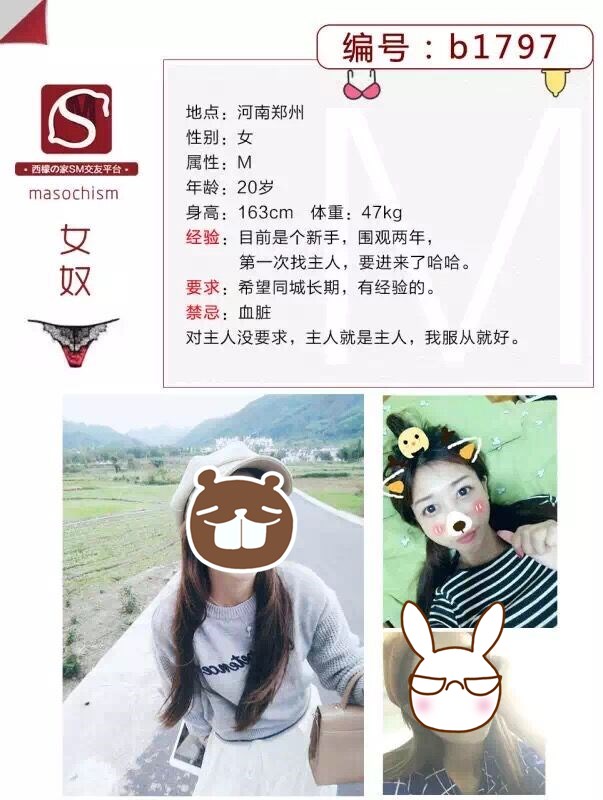 编号：b1797
S
·西檬の家SM交友平台·
masochism
女奴
地点：河南郑州
性别：女
属性：M
年龄：20岁
身高：163cm 体重：47kg
经验：目前是个新手，围观两年，
第一次找主人，要进来了哈哈。
要求：希望同城长期，有经验的。
禁忌：血脏
对主人没要求，主人就是主人，我服从就好。
M